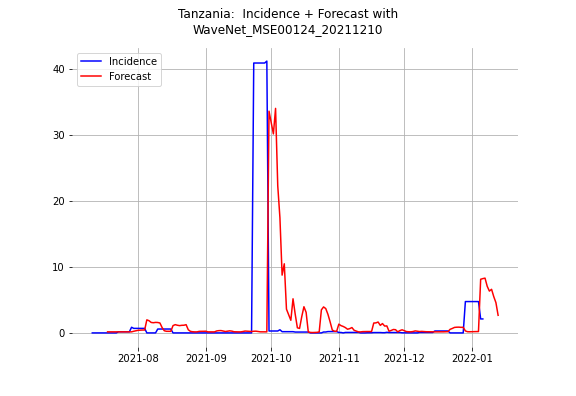 Tanzania:  Incidence + Forecast with
WaveNet_MSE00124_20211210
Incidence
Forecast
40
30
20
10
0
2021-08
2021-09
2021-10
2021-11
2021-12
2022-01